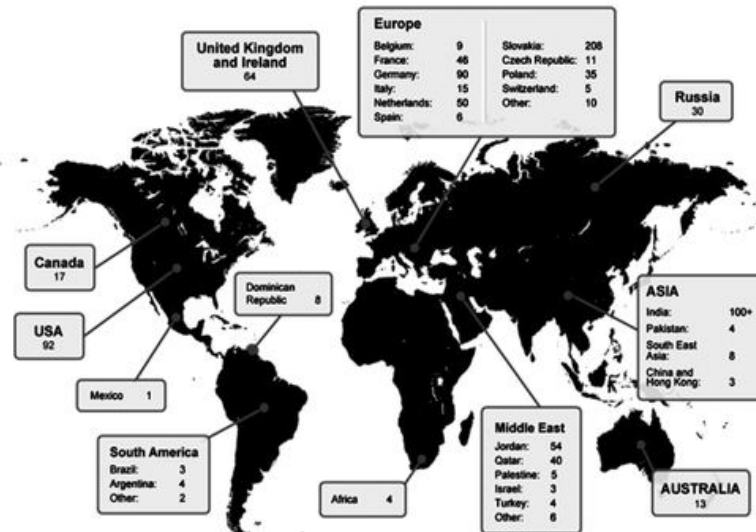 Europe
Belgium: 9
France: 46
Germany: 90
Italy: 15
Netherlands: 50
Spain: 6
Slovakia: 208
Czech Republic: 11
Poland: 35
Switzerland: 5
Other: 10
United Kingdom
and Ireland
64
Russia
30
Canada
17
Dominican
Republic 8
ASIA
India: 100+
Pakistan: 4
South East
Asia: 8
China and
Hong Kong: 3
USA
92
Mexico 1
South America
Brazil: 3
Argentina: 4
Other: 2
Africa 4
Middle East
Jordan: 54
Qatar: 40
Palestine: 5
Israel: 3
Turkey: 4
Other: 6
AUSTRALIA
13